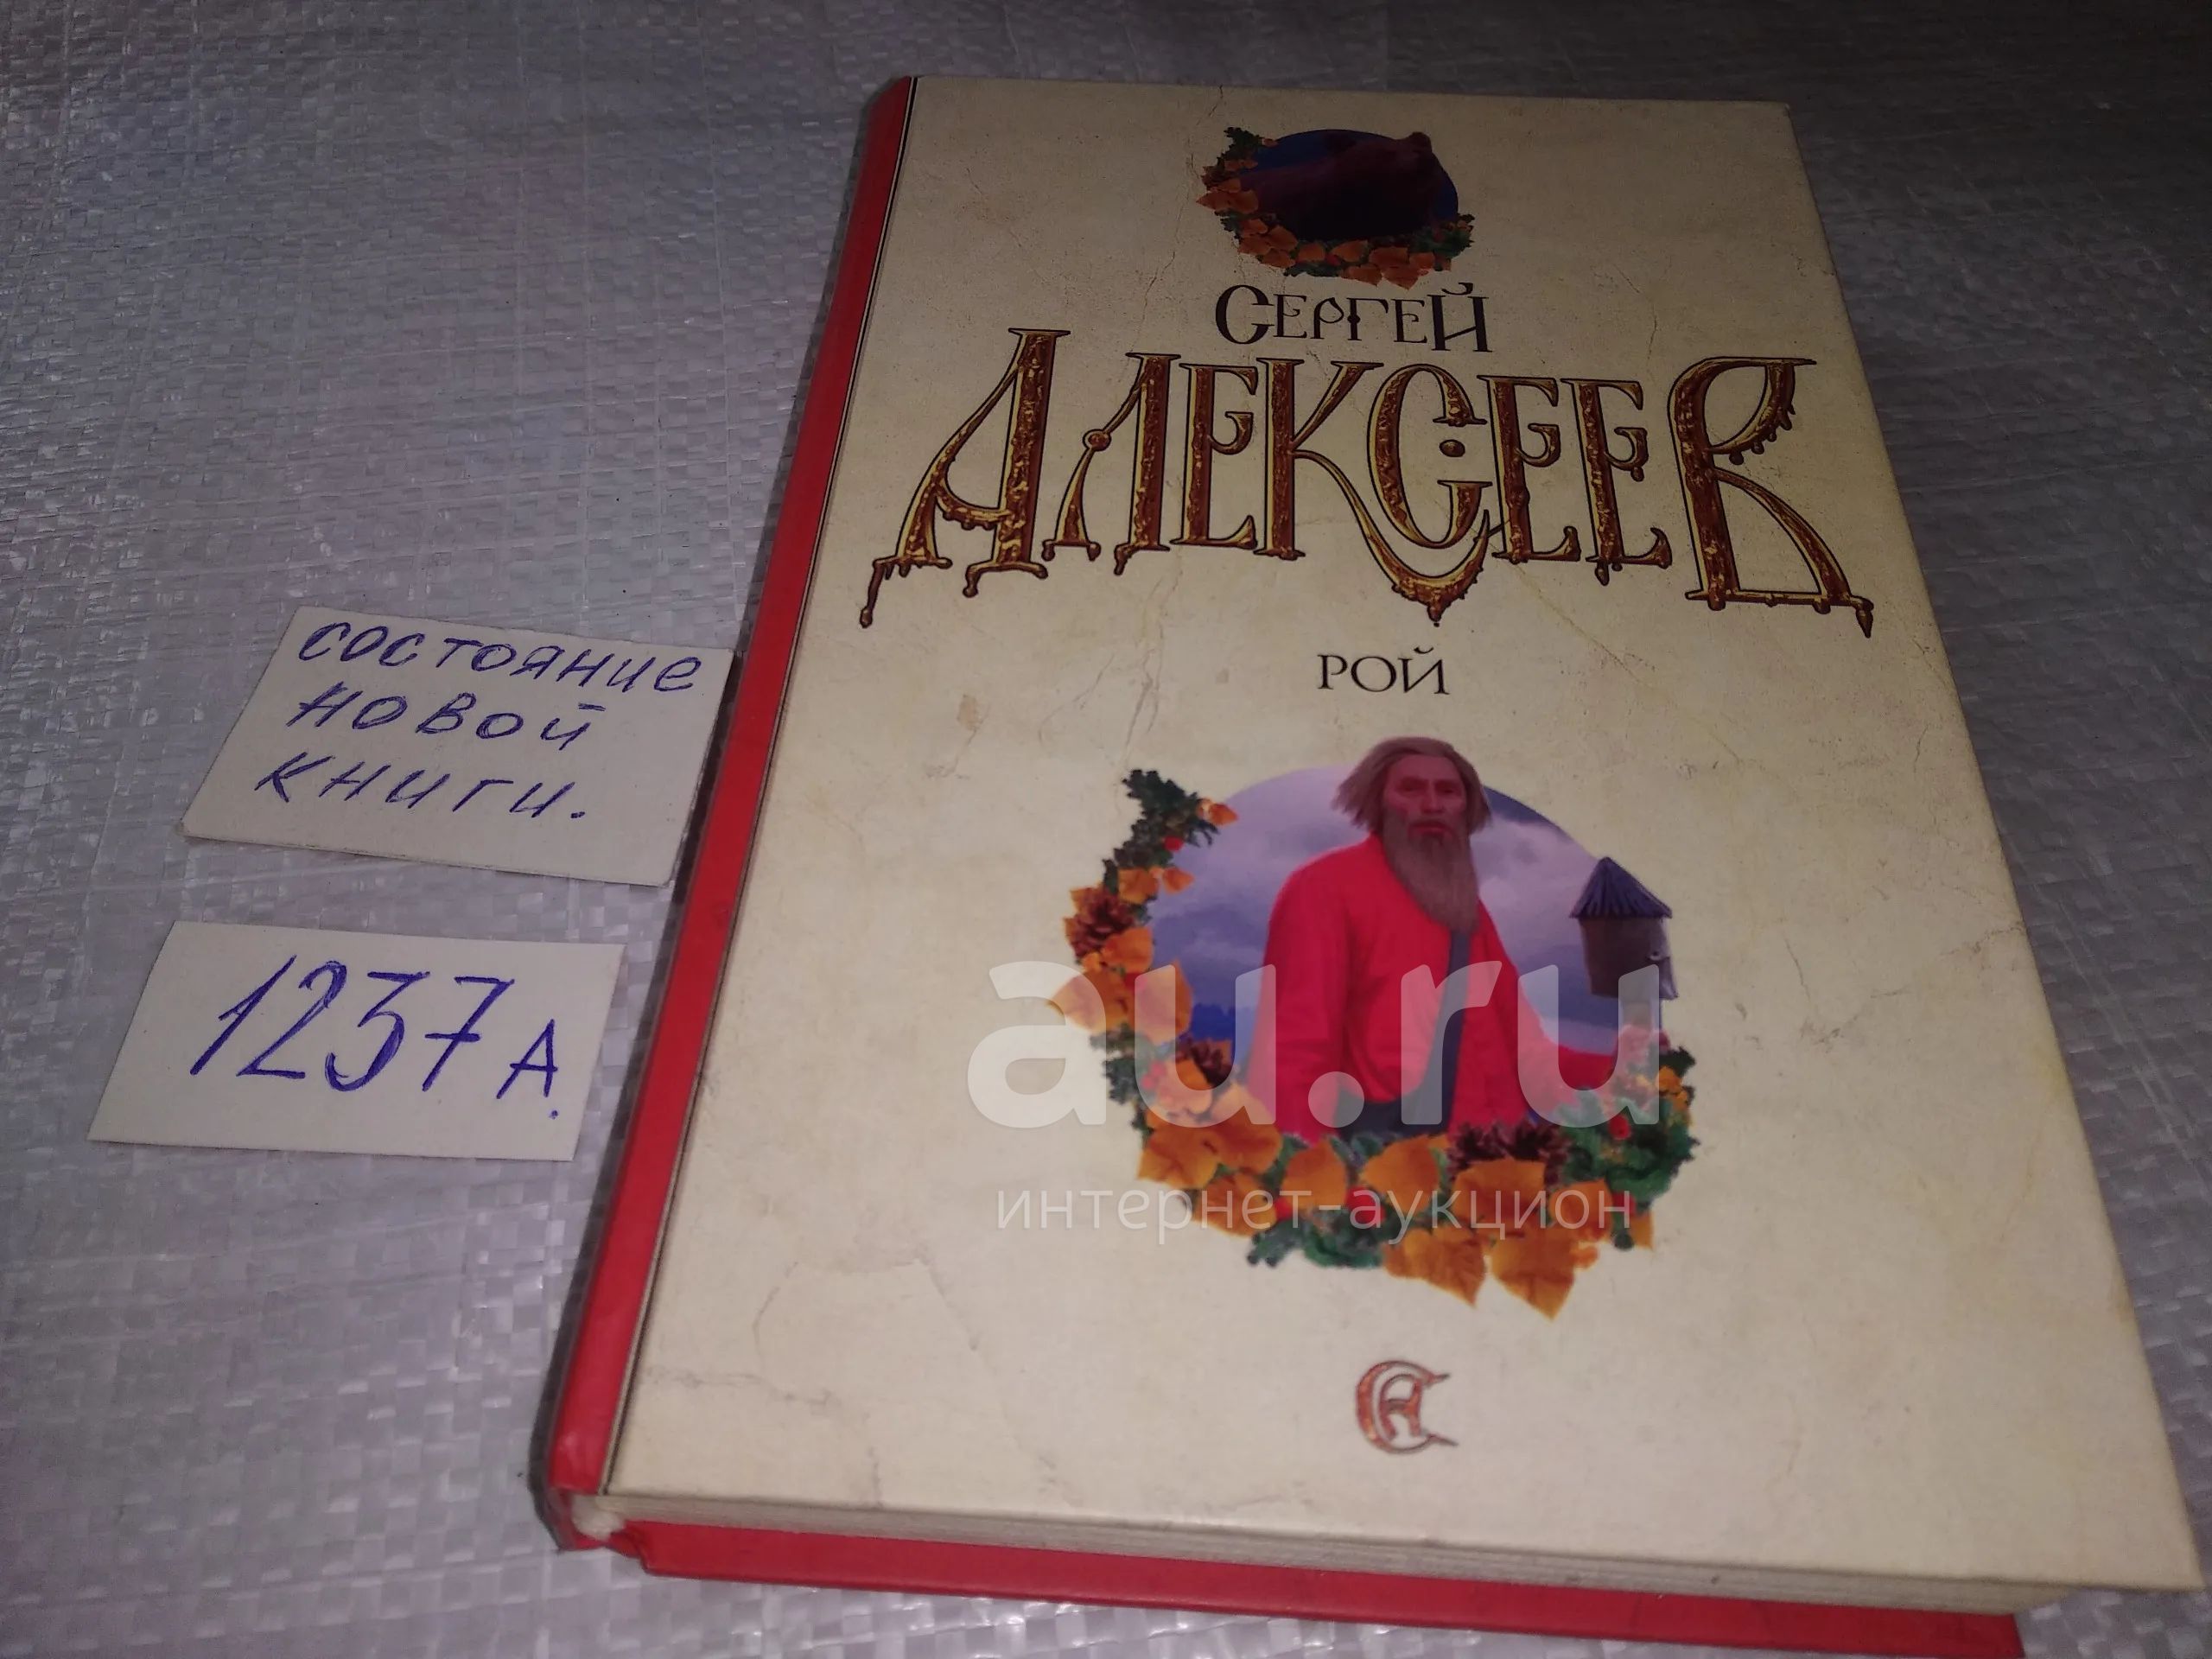 Сергей
Алексеев
Рой
состояние
новой
книги.
1237 А.
au.ru
интернет-аукцион